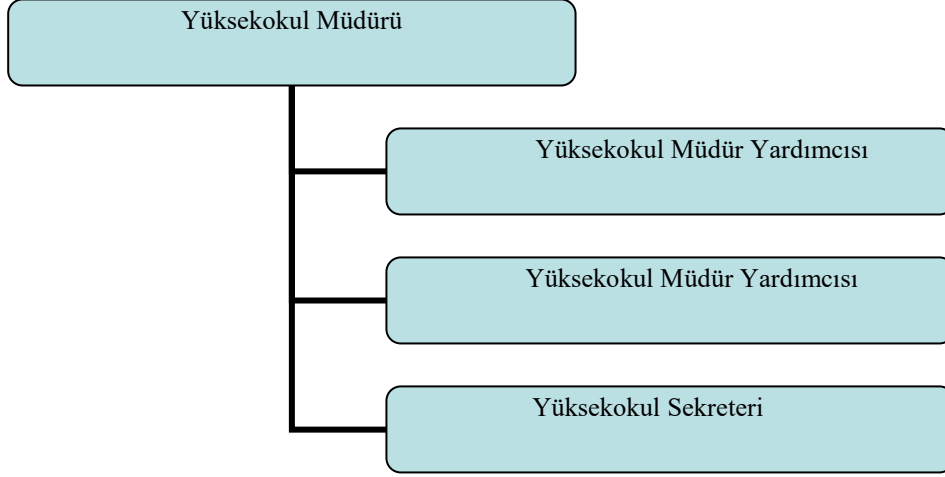 Yüksekokul Müdürü
Yüksekokul Müdür Yardımcısı
Yüksekokul Müdür Yardımcısı
Yüksekokul Sekreteri